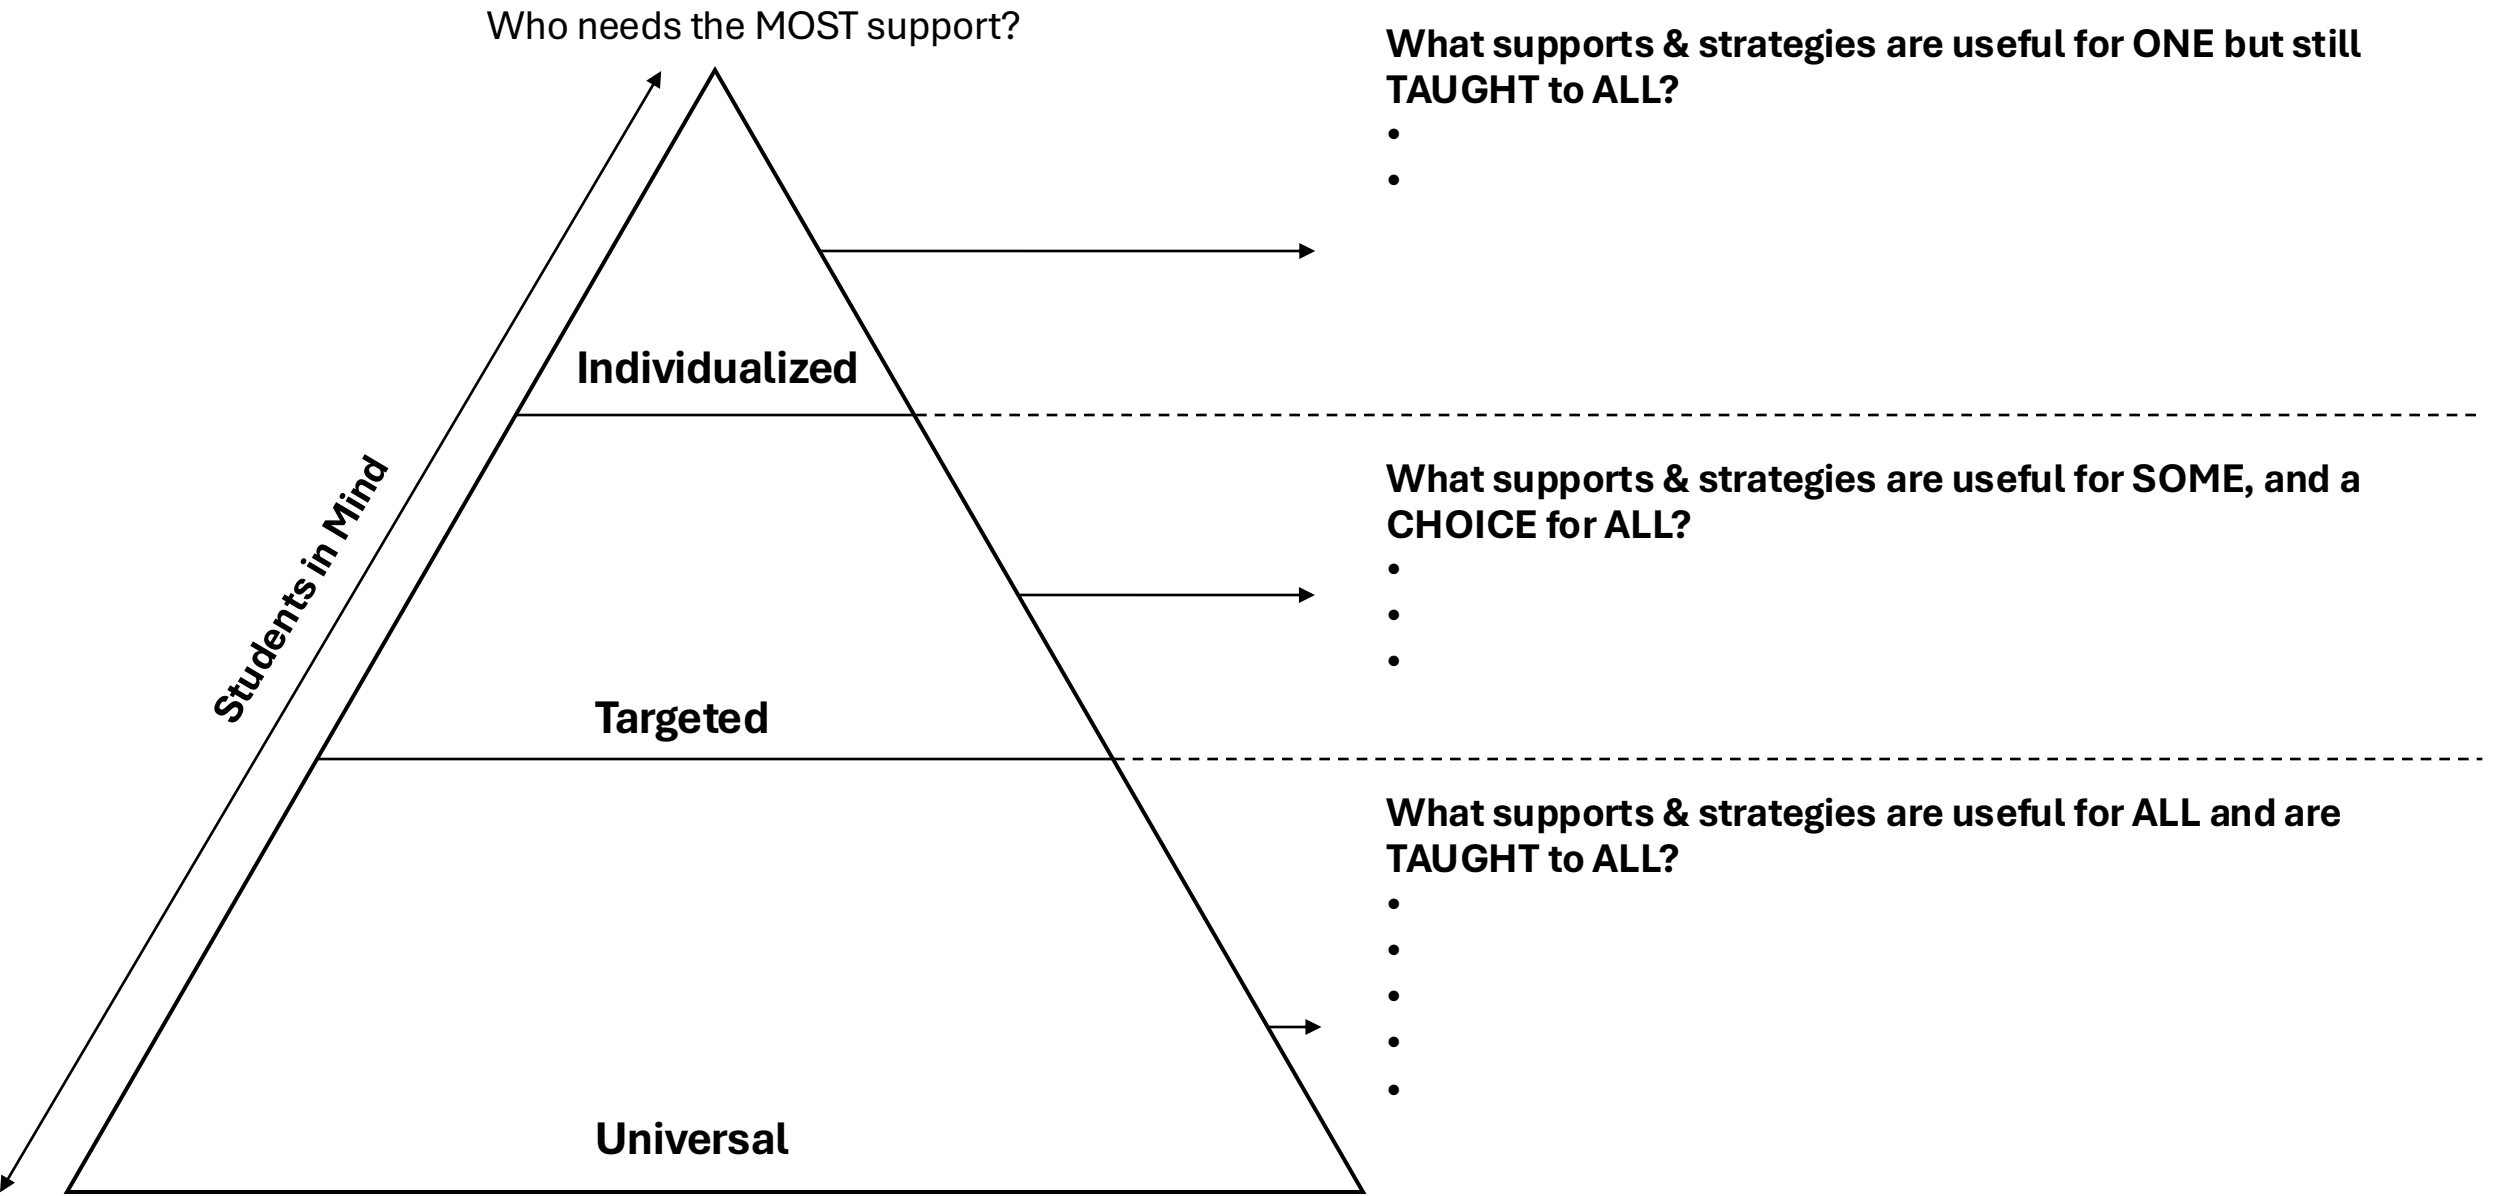 Who needs the MOST support?
What supports & strategies are useful for ONE but still
TAUGHT to ALL?
•
•
Individualized
Students in Mind
What supports & strategies are useful for SOME, and a
CHOICE for ALL?
•
•
•
Targeted
What supports & strategies are useful for ALL and are
TAUGHT to ALL?
•
•
•
•
•
Universal